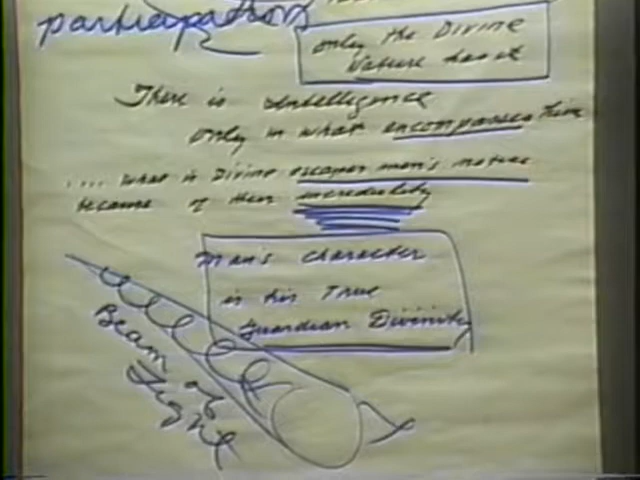 participation
only the Divine
Nature has it
There is Intelligence
only in what encompasses him
.... what is Divine escapes men's notice
because of their incredulity
Man's character
is his True
Guardian Divinity
Beam of
Light